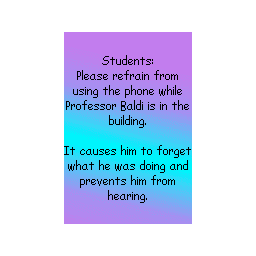 Students:
Please refrain from
using the phone while
Professor Baldi is in the
building.
It causes him to forget
what he was doing and
prevents him from
hearing.